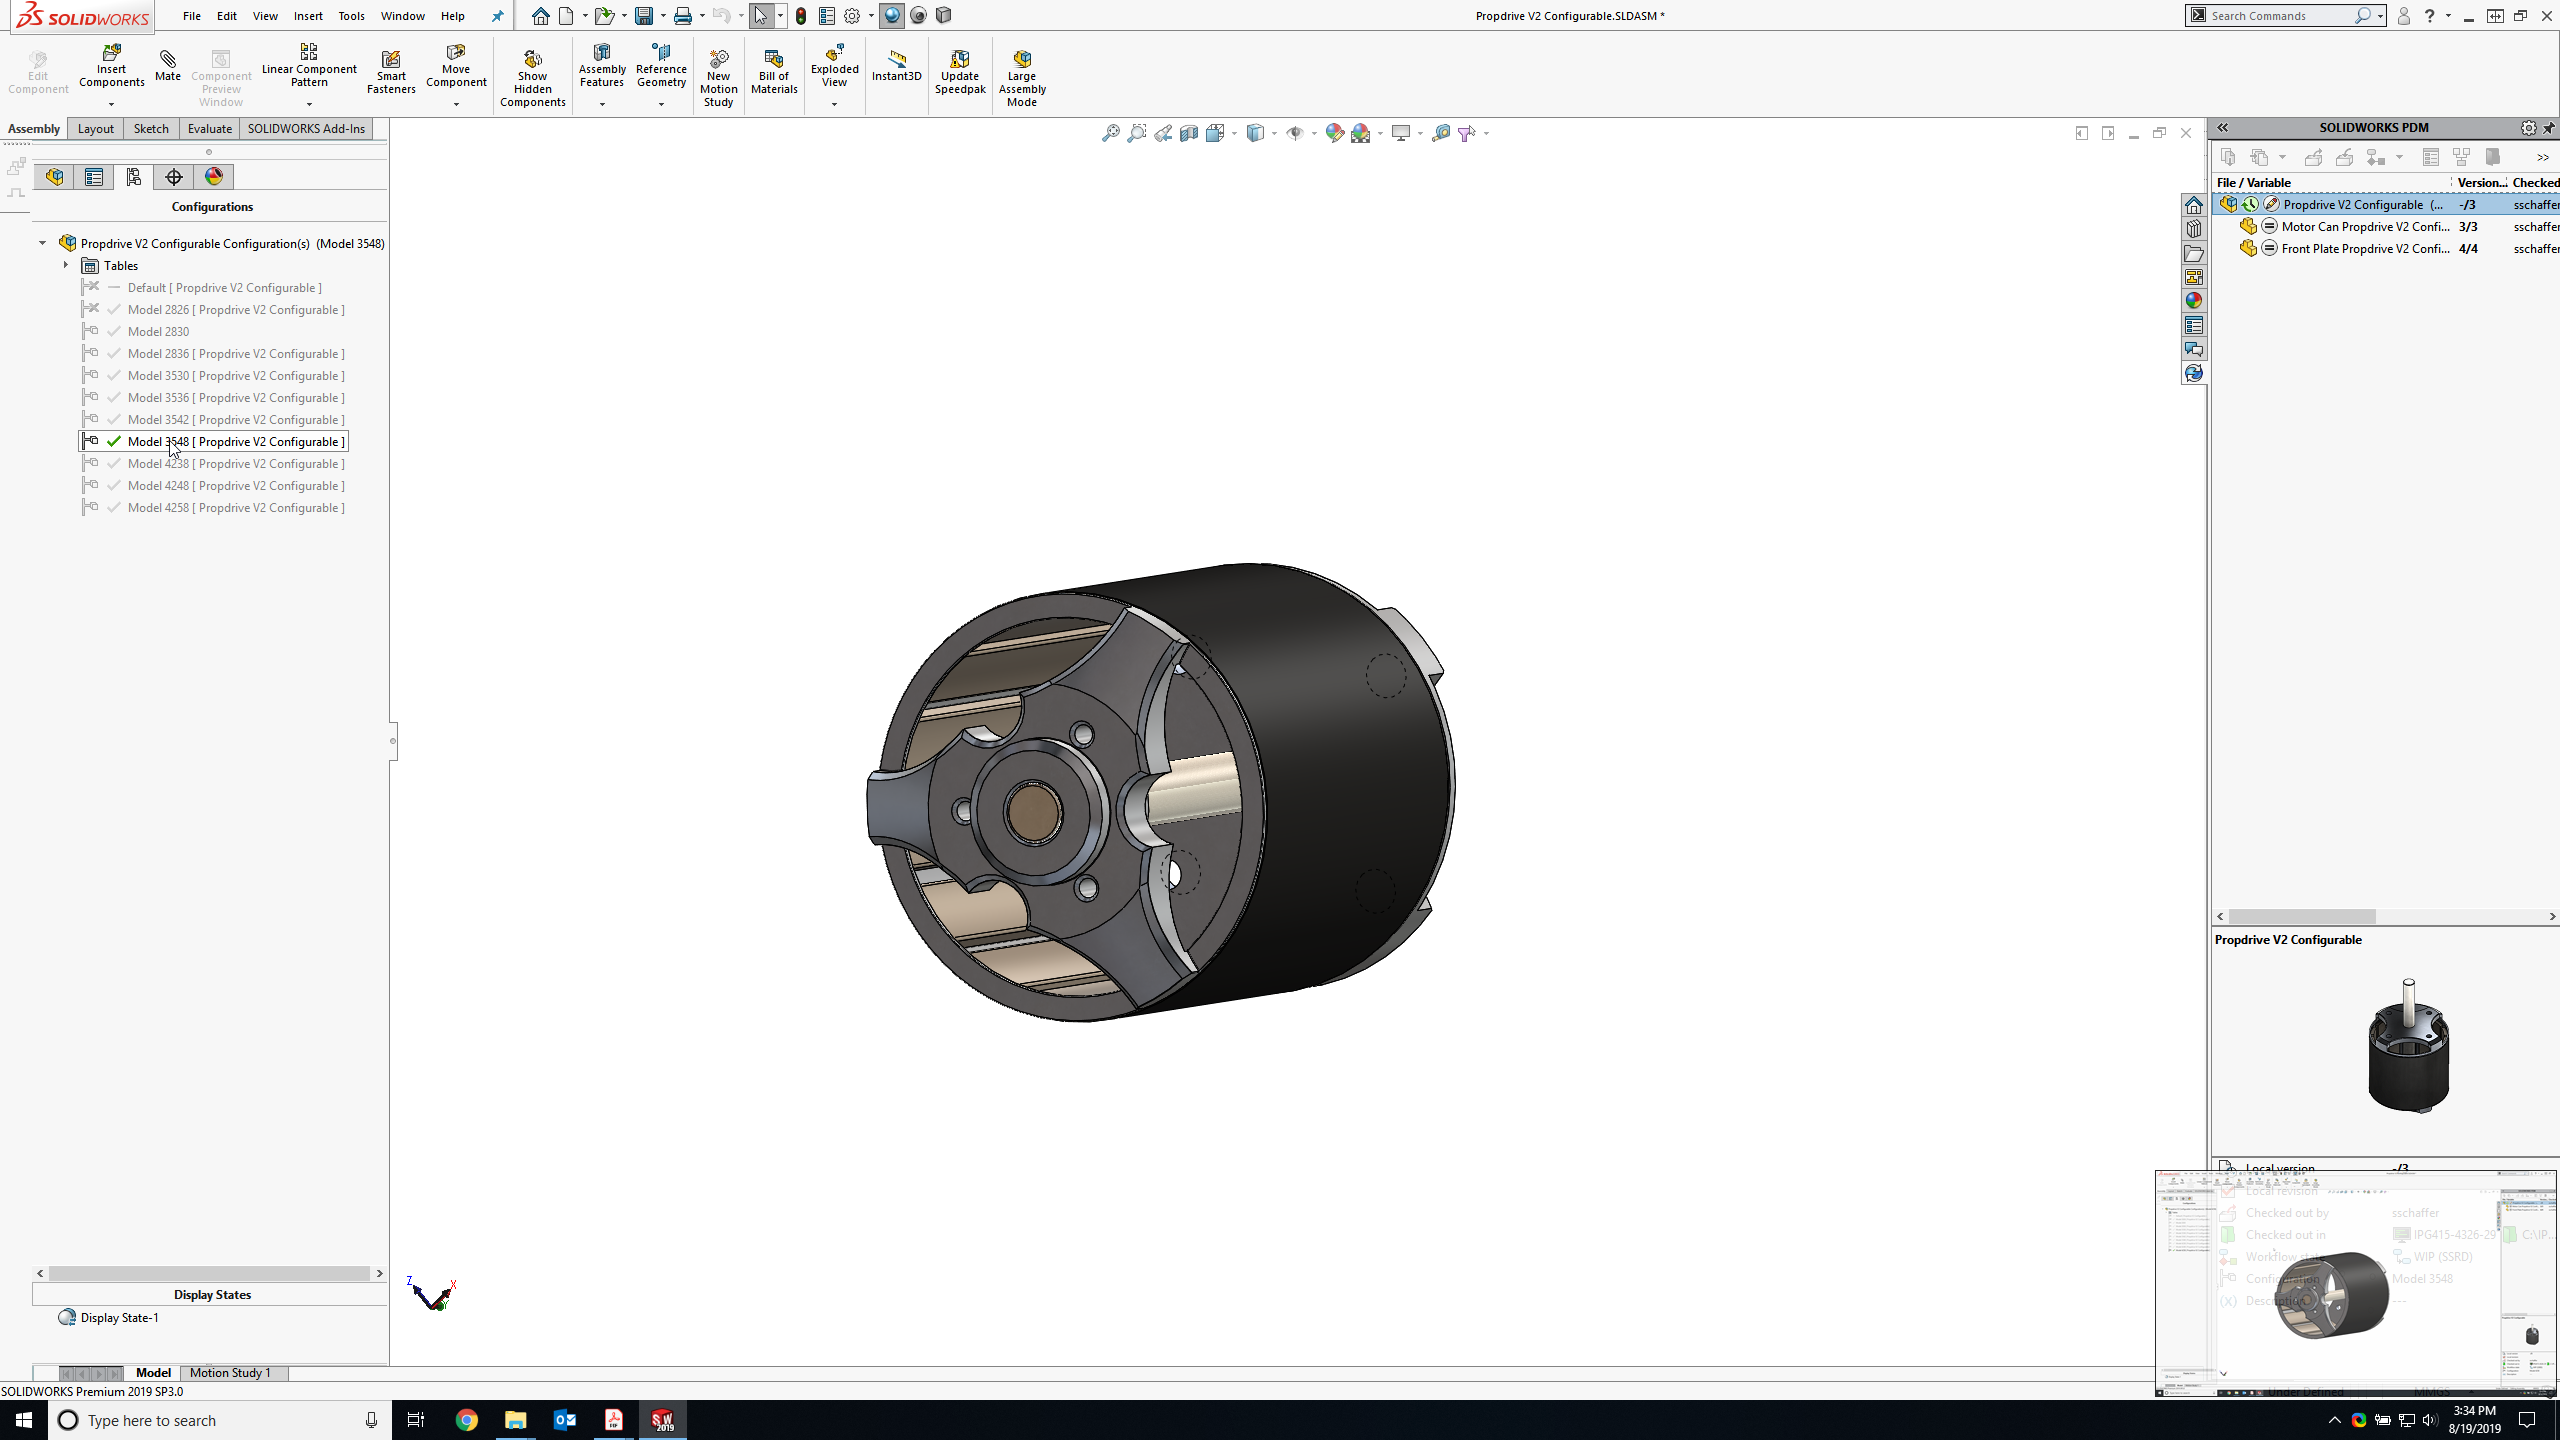 SOLIDWORKS
File Edit View Insert Tools Window Help
Propdrive V2 Configurable.SLDASM *
Search Commands
Edit Component
Insert Components
Mate
Component Preview Window
Linear Component Pattern
Smart Fasteners
Move Component
Show Hidden Components
Assembly Features
Reference Geometry
New Motion Study
Bill of Materials
Exploded View
Instant3D
Update Speedpak
Large Assembly Mode
Assembly Layout Sketch Evaluate SOLIDWORKS Add-Ins
Configurations
Propdrive V2 Configurable Configuration(s) (Model 3548)
Tables
Default [ Propdrive V2 Configurable ]
Model 2826 [ Propdrive V2 Configurable ]
Model 2830
Model 2836 [ Propdrive V2 Configurable ]
Model 3530 [ Propdrive V2 Configurable ]
Model 3536 [ Propdrive V2 Configurable ]
Model 3542 [ Propdrive V2 Configurable ]
Model 3548 [ Propdrive V2 Configurable ]
Model 4238 [ Propdrive V2 Configurable ]
Model 4248 [ Propdrive V2 Configurable ]
Model 4258 [ Propdrive V2 Configurable ]
Display States
Display State-1
Z X
Model Motion Study 1
SOLIDWORKS Premium 2019 SP3.0
SOLIDWORKS PDM
>>
File / Variable Version... Checked
Propdrive V2 Configurable (... -/3 sschaffer
Motor Can Propdrive V2 Confi... 3/3 sschaffer
Front Plate Propdrive V2 Confi... 4/4 sschaffer
Propdrive V2 Configurable
Local version -/3
Local revision
Checked out by sschaffer
Checked out in IPG415-4326-29 C:\IP...
Workflow state WIP (SSRD)
Configuration Model 3548
Description ---
Under Defined MMGS
Type here to search
SW 2019
3:34 PM
8/19/2019